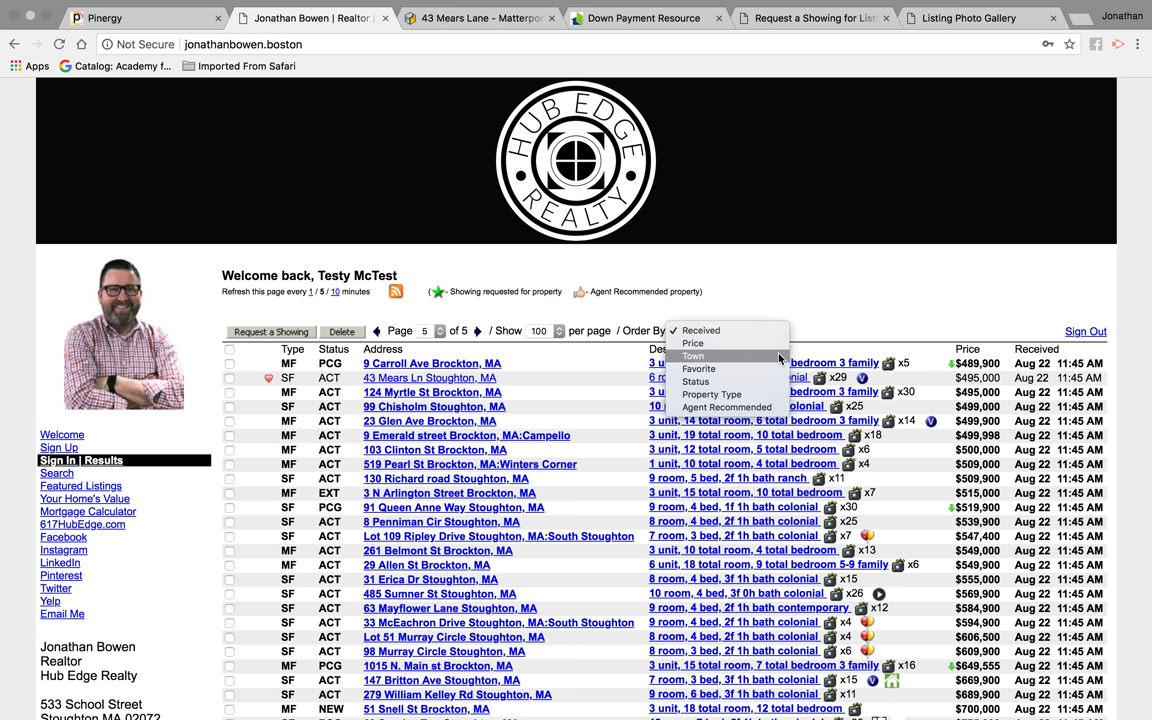 Pinergy
Jonathan Bowen | Realtor |
43 Mears Lane - Matterpor
Down Payment Resource
Request a Showing for Listi
Listing Photo Gallery
Jonathan
Not Secure | jonathanbowen.boston
Apps
Catalog: Academy f...
Imported From Safari
HUB EDGE
REALTY
Welcome back, Testy McTest
Refresh this page every 1 / 5 / 10 minutes
( - Showing requested for property
- Agent Recommended property)
Request a Showing
Delete
Page 5 of 5 / Show 100 per page / Order By
Sign Out
✓ Received
Price
Town
Favorite
Status
Property Type
Agent Recommended
Type Status Address Des Price Received
MF PCG 9 Carroll Ave Brockton, MA 3 u bedroom 3 family x5 $489,900 Aug 22 11:45 AM
SF ACT 43 Mears Ln Stoughton, MA 6 r nial x29 $495,000 Aug 22 11:45 AM
MF ACT 124 Myrtle St Brockton, MA 3 u bedroom 3 family x30 $495,900 Aug 22 11:45 AM
SF ACT 99 Chisholm Stoughton, MA 10 colonial x25 $499,900 Aug 22 11:45 AM
MF ACT 23 Glen Ave Brockton, MA 3 unit, 14 total room, 6 total bedroom 3 family x14 $499,900 Aug 22 11:45 AM
MF ACT 9 Emerald street Brockton, MA:Campello 3 unit, 19 total room, 10 total bedroom x18 $499,998 Aug 22 11:45 AM
MF ACT 103 Clinton St Brockton, MA 3 unit, 12 total room, 5 total bedroom x6 $500,000 Aug 22 11:45 AM
MF ACT 519 Pearl St Brockton, MA:Winters Corner 1 unit, 10 total room, 4 total bedroom x4 $509,000 Aug 22 11:45 AM
SF ACT 130 Richard road Stoughton, MA 9 room, 5 bed, 2f 1h bath ranch x11 $509,900 Aug 22 11:45 AM
MF EXT 3 N Arlington Street Brockton, MA 3 unit, 15 total room, 10 total bedroom x7 $515,000 Aug 22 11:45 AM
SF PCG 91 Queen Anne Way Stoughton, MA 8 room, 4 bed, 1f 1h bath colonial x30 $519,900 Aug 22 11:45 AM
SF ACT 8 Penniman Cir Stoughton, MA 8 room, 4 bed, 2f 1h bath colonial x25 $539,900 Aug 22 11:45 AM
SF ACT Lot 109 Ripley Drive Stoughton, MA:South Stoughton 7 room, 3 bed, 2f 1h bath colonial x7 $547,400 Aug 22 11:45 AM
MF ACT 261 Belmont St Brockton, MA 3 unit, 10 total room, 4 total bedroom x13 $549,000 Aug 22 11:45 AM
MF ACT 29 Allen St Brockton, MA 6 unit, 18 total room, 9 total bedroom 5-9 family x6 $549,900 Aug 22 11:45 AM
SF ACT 31 Erica Dr Stoughton, MA 8 room, 4 bed, 3f 1h bath colonial x15 $555,000 Aug 22 11:45 AM
SF ACT 485 Sumner St Stoughton, MA 10 room, 4 bed, 3f 0h bath colonial x26 $569,900 Aug 22 11:45 AM
SF ACT 63 Mayflower Lane Stoughton, MA 9 room, 4 bed, 2f 1h bath contemporary x12 $584,900 Aug 22 11:45 AM
SF ACT 33 McEachron Drive Stoughton, MA:South Stoughton 9 room, 4 bed, 2f 1h bath colonial x4 $594,900 Aug 22 11:45 AM
SF ACT Lot 51 Murray Circle Stoughton, MA 8 room, 4 bed, 2f 1h bath colonial x4 $606,500 Aug 22 11:45 AM
SF ACT 98 Murray Circle Stoughton, MA 8 room, 3 bed, 2f 1h bath colonial x6 $609,900 Aug 22 11:45 AM
MF PCG 1015 N. Main st Brockton, MA 3 unit, 15 total room, 7 total bedroom 3 family x16 $649,555 Aug 22 11:45 AM
SF ACT 147 Britton Ave Stoughton, MA 7 room, 3 bed, 3f 1h bath colonial x15 $669,900 Aug 22 11:45 AM
SF ACT 279 William Kelley Rd Stoughton, MA 9 room, 6 bed, 3f 1h bath colonial x11 $689,900 Aug 22 11:45 AM
MF NEW 51 Snell St Brockton, MA 3 unit, 18 total room, 12 total bedroom $700,000 Aug 22 11:45 AM
Welcome
Sign Up
Sign In | Results
Search
Featured Listings
Your Home's Value
Mortgage Calculator
617HubEdge.com
Facebook
Instagram
LinkedIn
Pinterest
Twitter
Yelp
Email Me
Jonathan Bowen
Realtor
Hub Edge Realty
533 School Street
Stoughton MA 02072